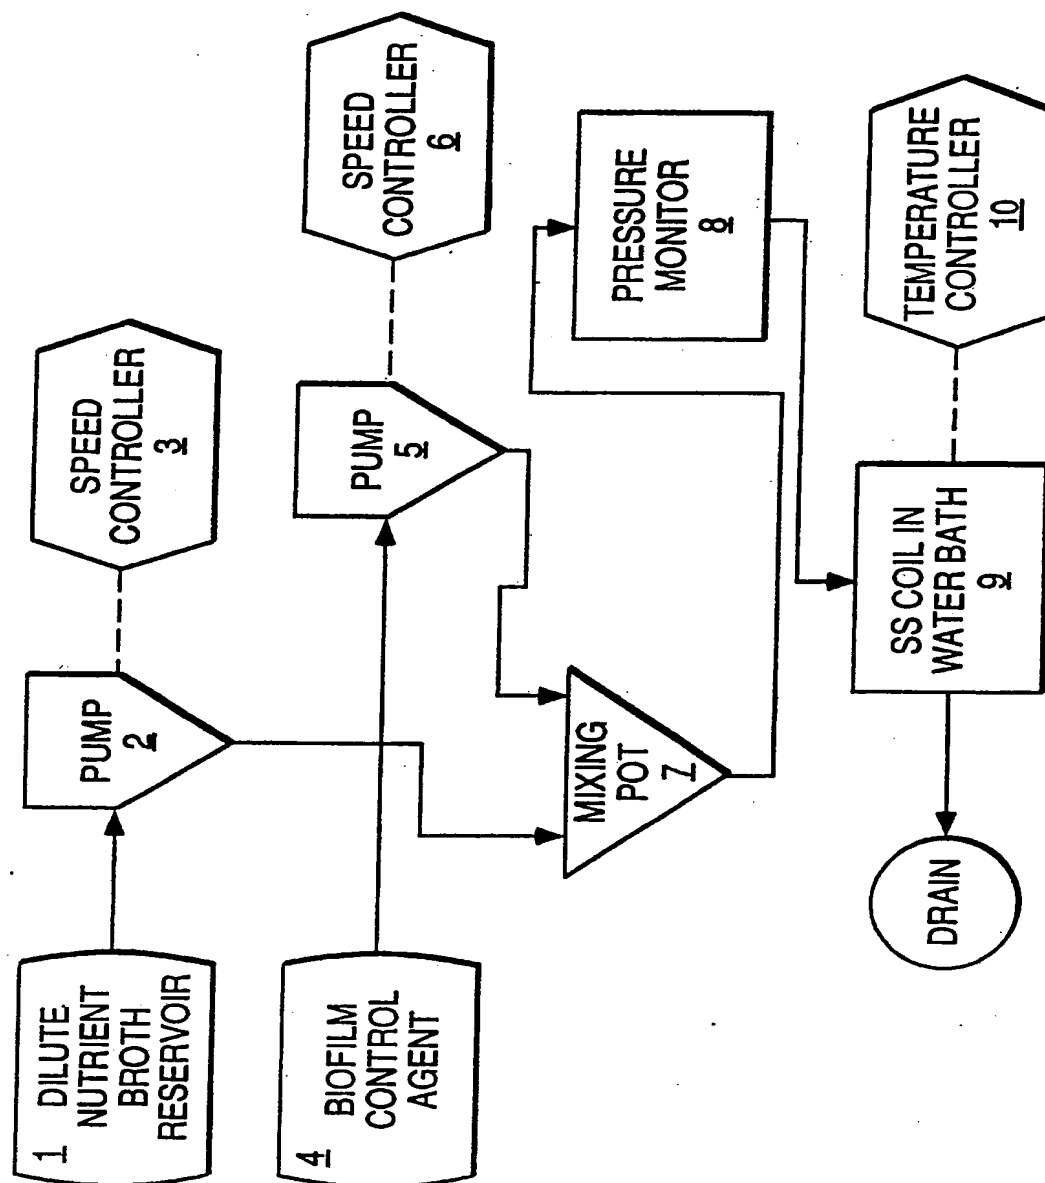 1 DILUTE
NUTRIENT
BROTH
RESERVOIR
PUMP
2
SPEED
CONTROLLER
3
4 BIOFILM
CONTROL
AGENT
PUMP
5
SPEED
CONTROLLER
6
MIXING
POT
7
PRESSURE
MONITOR
8
DRAIN
SS COIL IN
WATER BATH
9
TEMPERATURE
CONTROLLER
10